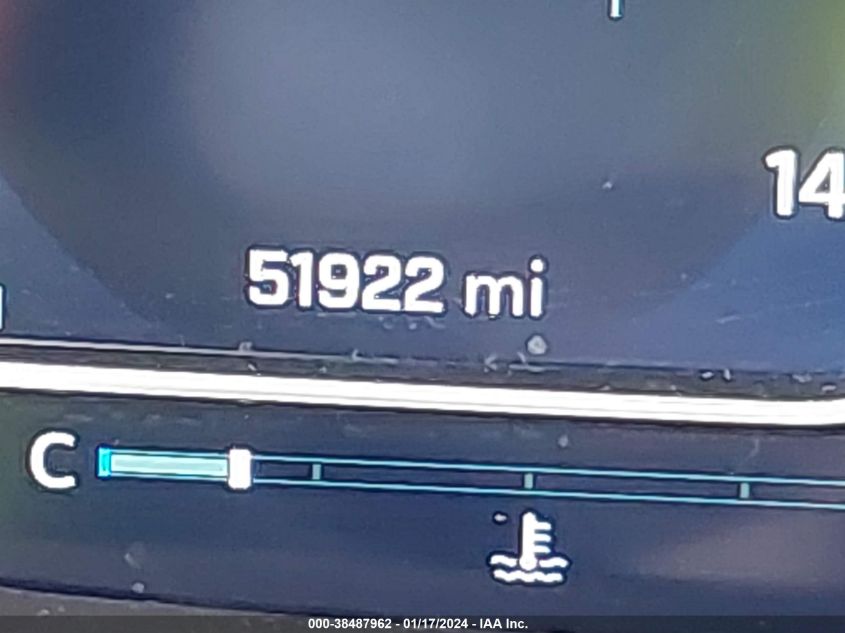 14
51922 mi
C
000-38487962 - 01/17/2024 - IAA Inc.